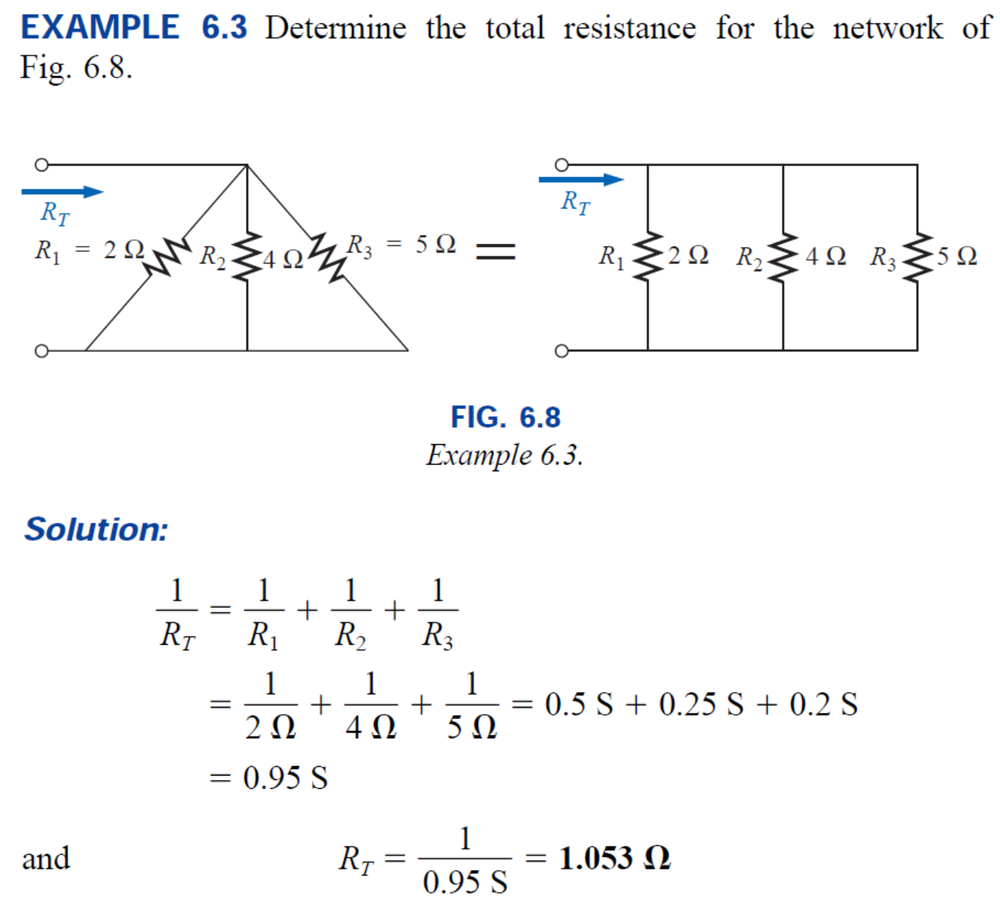 EXAMPLE 6.3 Determine the total resistance for the network of
Fig. 6.8.
R_T
R_1 = 2 Ω
R_2
4 Ω
R_3 = 5 Ω
=
R_T
R_1
2 Ω
R_2
4 Ω
R_3
5 Ω
FIG. 6.8
Example 6.3.
Solution:
1/R_T = 1/R_1 + 1/R_2 + 1/R_3
= 1/(2 Ω) + 1/(4 Ω) + 1/(5 Ω) = 0.5 S + 0.25 S + 0.2 S
= 0.95 S
and R_T = 1/(0.95 S) = 1.053 Ω